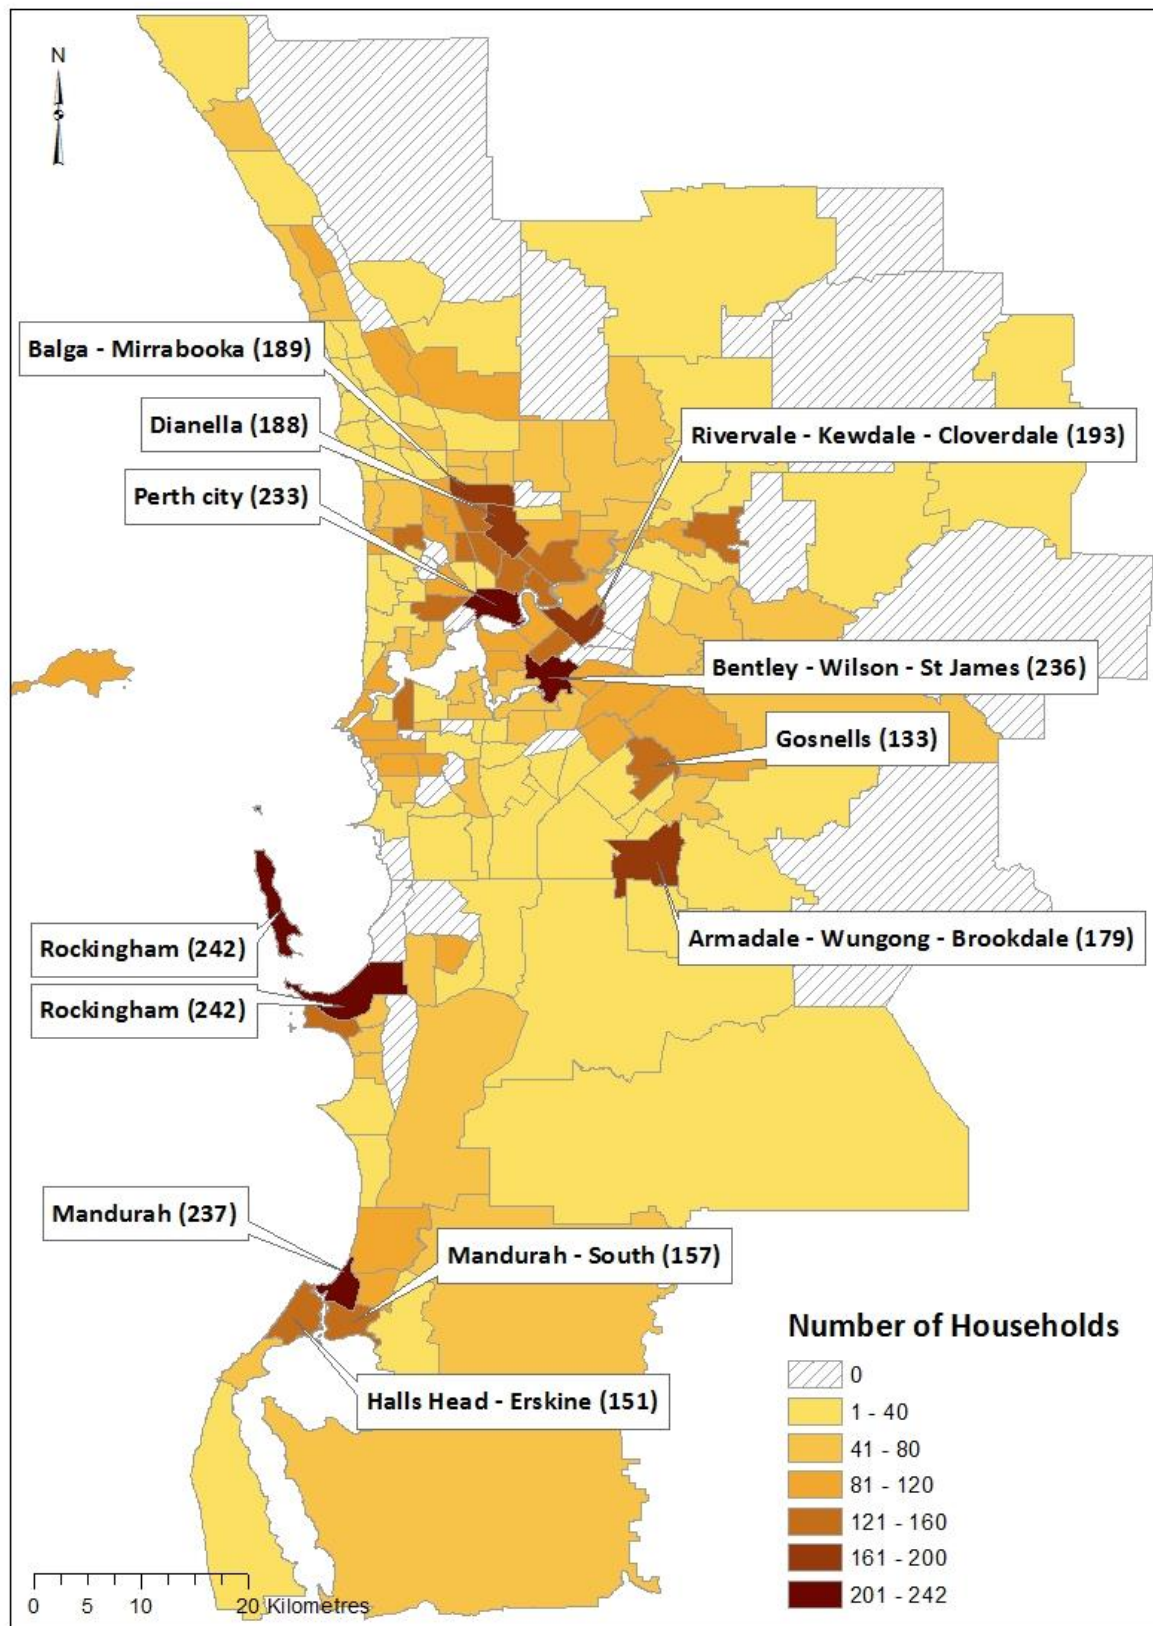 N
Balga - Mirrabooka (189)
Dianella (188)
Rivervale - Kewdale - Cloverdale (193)
Perth city (233)
Bentley - Wilson - St James (236)
Gosnells (133)
Rockingham (242)
Armadale - Wungong - Brookdale (179)
Rockingham (242)
Mandurah (237)
Mandurah - South (157)
Halls Head - Erskine (151)
Number of Households
0
1 - 40
41 - 80
81 - 120
121 - 160
161 - 200
201 - 242
0 5 10 20 Kilometres